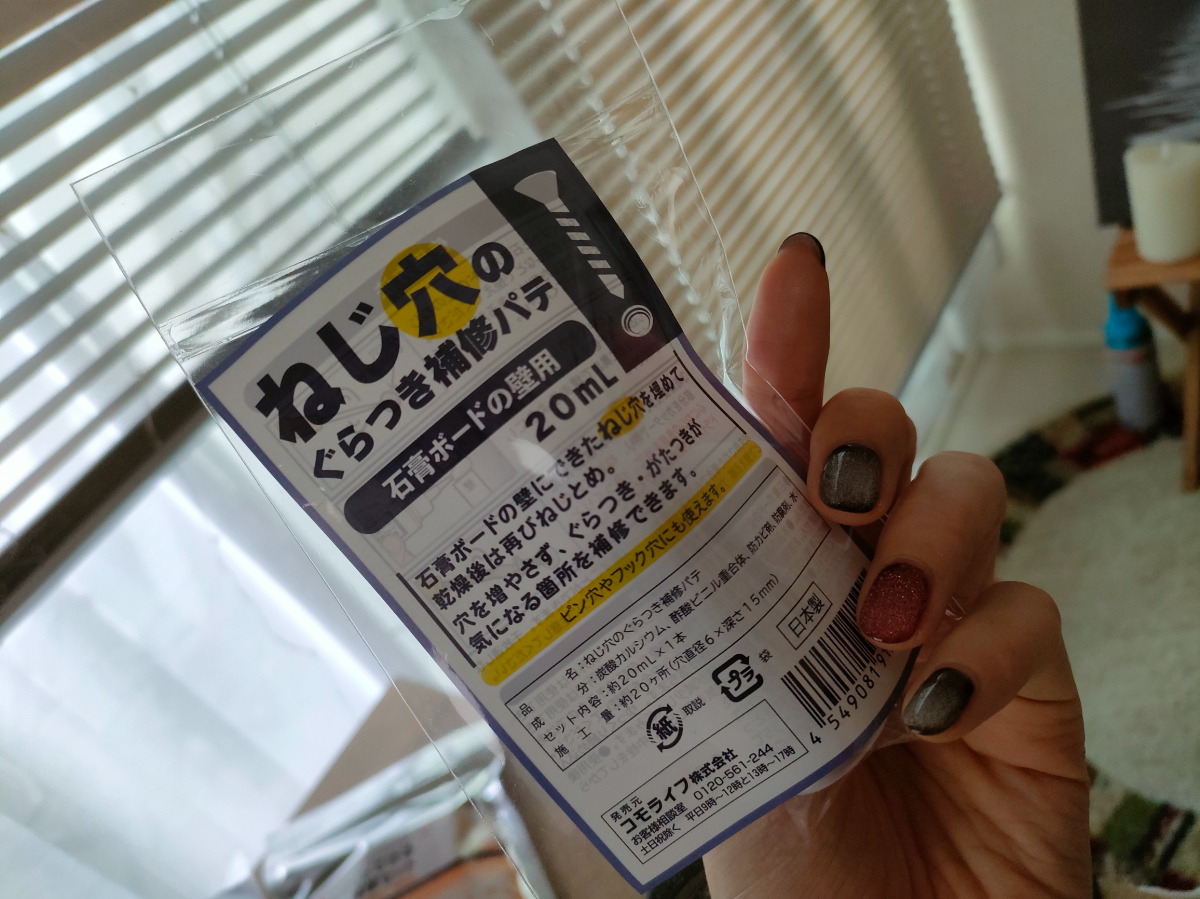 ねじ穴の
ぐらつき補修パテ
石膏ボードの壁用
20mL
石膏ボードの壁にできたねじ穴を埋めて
乾燥後は再びねじとめ。
穴を増やさず、ぐらつき・がたつきが
気になる箇所を補修できます。
ピン穴やフック穴にも使えます。
品名:ねじ穴のぐらつき補修パテ
成分:炭酸カルシウム、酢酸ビニル重合体、防カビ剤、防腐剤、水
セット内容:約20mL×1本
施工量:約20ヶ所(穴直径6×深さ15mm)
日本製
紙 取説
プラ 袋
4 549081 9
発売元
コモライフ株式会社
お客様相談室 0120-561-244
土日祝除く 平日9時〜12時と13時〜17時